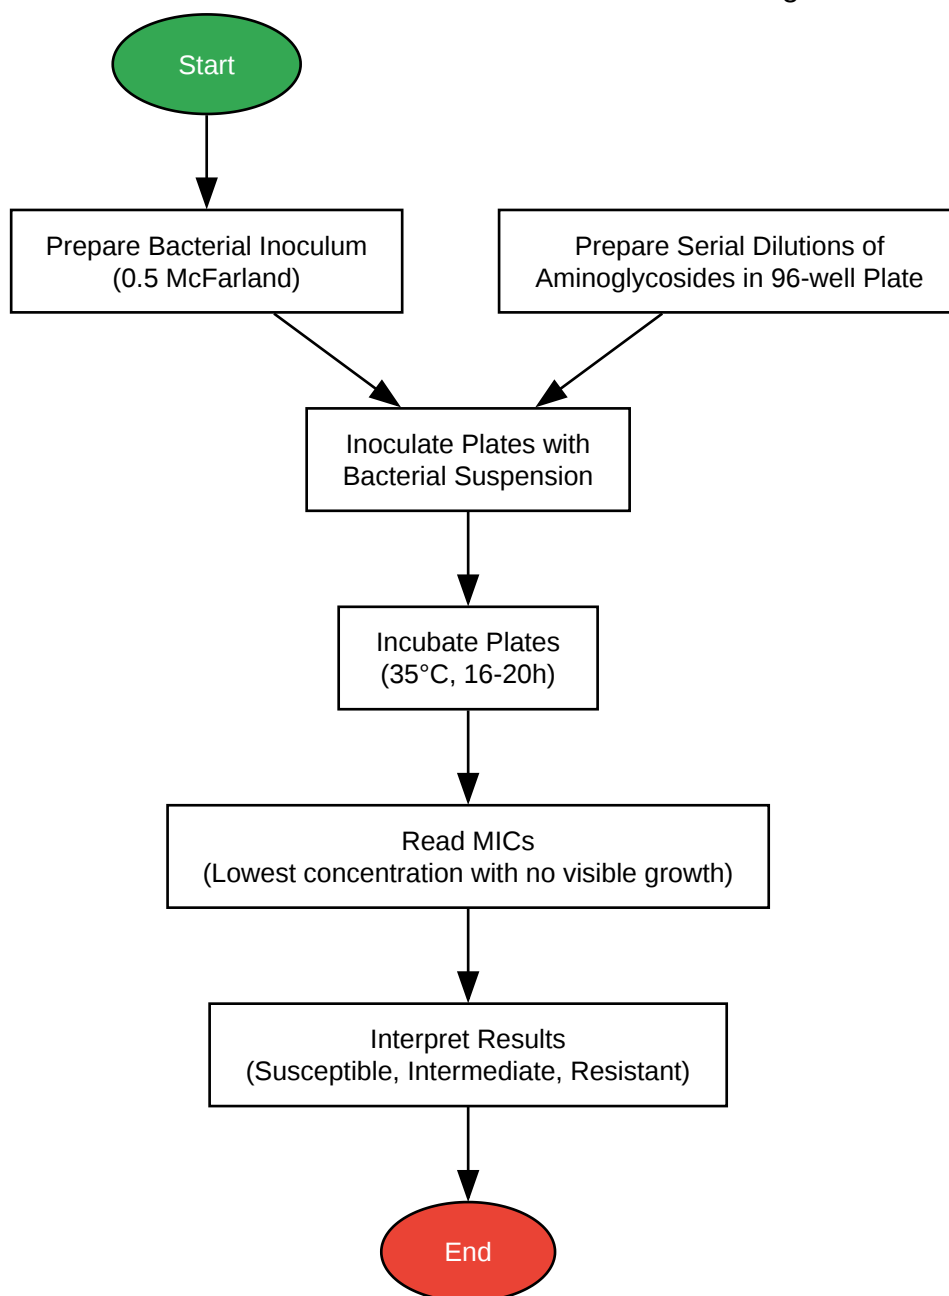 Start
Prepare Bacterial Inoculum
(0.5 McFarland)
Prepare Serial Dilutions of
Aminoglycosides in 96-well Plate
Inoculate Plates with
Bacterial Suspension
Incubate Plates
(35°C, 16-20h)
Read MICs
(Lowest concentration with no visible growth)
Interpret Results
(Susceptible, Intermediate, Resistant)
End